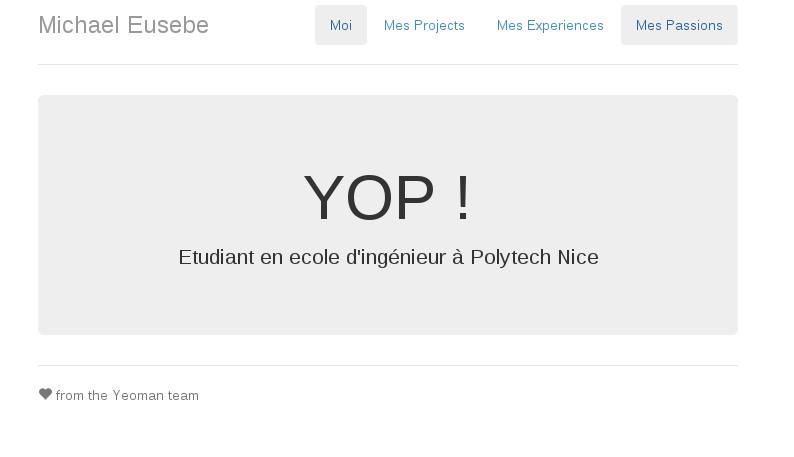 Michael Eusebe
Moi
Mes Projects
Mes Experiences
Mes Passions
YOP !
Etudiant en ecole d'ingénieur à Polytech Nice
from the Yeoman team